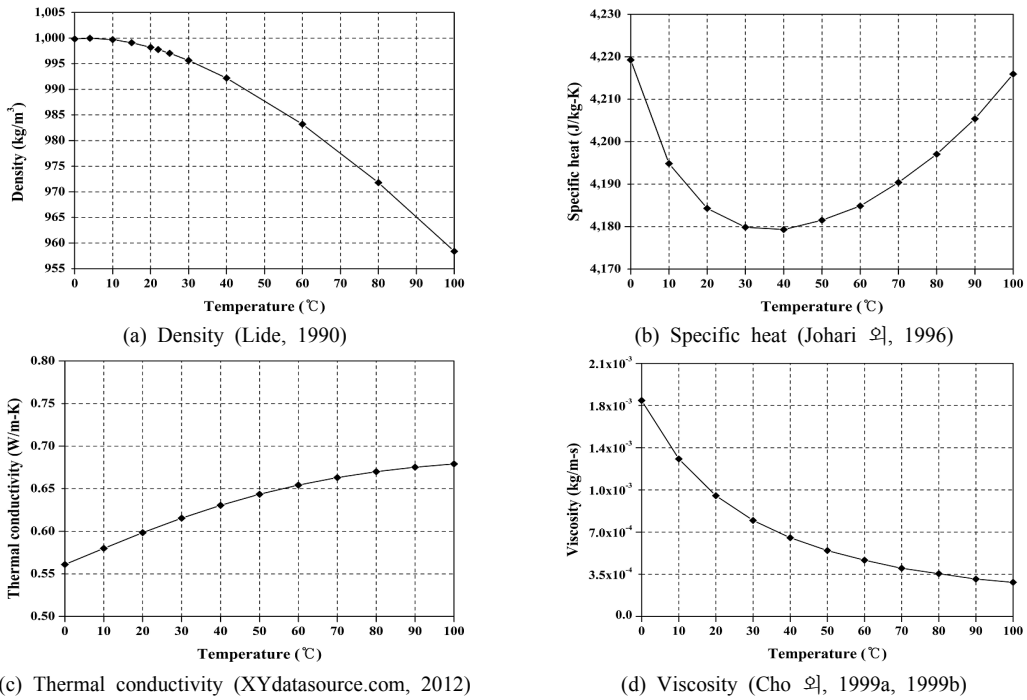 1,005
1,000
995
990
985
980
975
970
965
960
955
Density (kg/m³)
0 10 20 30 40 50 60 70 80 90 100
Temperature (℃)
(a) Density (Lide, 1990)
4,230
4,220
4,210
4,200
4,190
4,180
4,170
Specific heat (J/kg-K)
0 10 20 30 40 50 60 70 80 90 100
Temperature (℃)
(b) Specific heat (Johari 외, 1996)
0.80
0.75
0.70
0.65
0.60
0.55
0.50
Thermal conductivity (W/m-K)
0 10 20 30 40 50 60 70 80 90 100
Temperature (℃)
(c) Thermal conductivity (XYdatasource.com, 2012)
2.1x10⁻³
1.8x10⁻³
1.4x10⁻³
1.0x10⁻³
7.0x10⁻⁴
3.5x10⁻⁴
0.0
Viscosity (kg/m-s)
0 10 20 30 40 50 60 70 80 90 100
Temperature (℃)
(d) Viscosity (Cho 외, 1999a, 1999b)